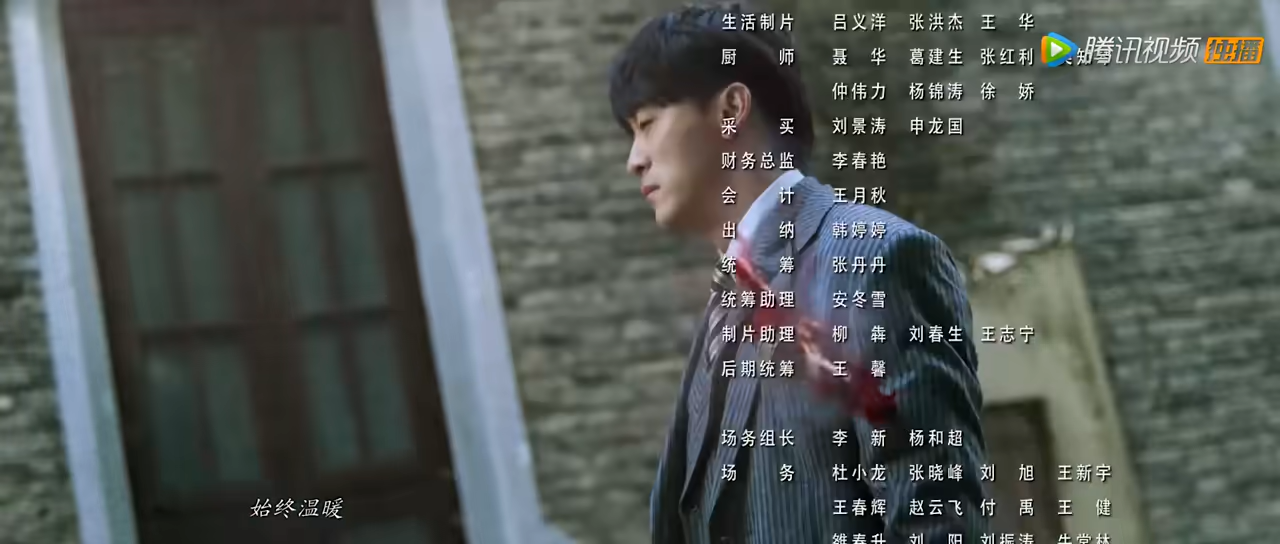 生活制片 吕义洋 张洪杰 王 华
腾讯视频 独播
厨 师 聂 华 葛建生 张红利
仲伟力 杨锦涛 徐 娇
采 买 刘景涛 申龙国
财务总监 李春艳
会 计 王月秋
出 纳 韩婷婷
统 筹 张丹丹
统筹助理 安冬雪
制片助理 柳 犇 刘春生 王志宁
后期统筹 王 馨
场务组长 李 新 杨和超
场 务 杜小龙 张晓峰 刘 旭 王新宇
始终温暖
王春辉 赵云飞 付 禹 王 健
刘 阳 刘振涛